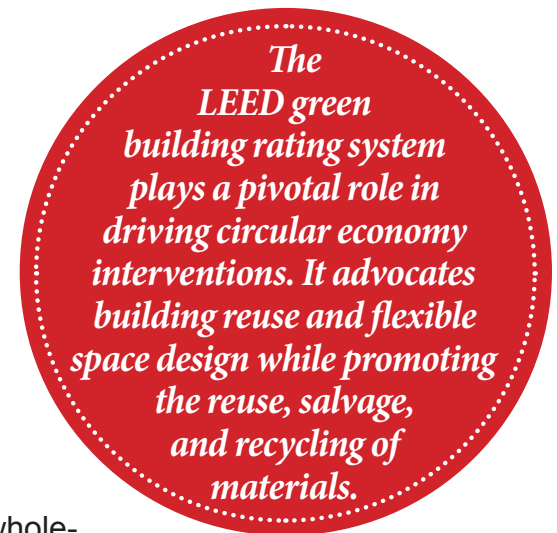 The
LEED green
building rating system
plays a pivotal role in
driving circular economy
interventions. It advocates
building reuse and flexible
space design while promoting
the reuse, salvage,
and recycling of
materials.
whole-